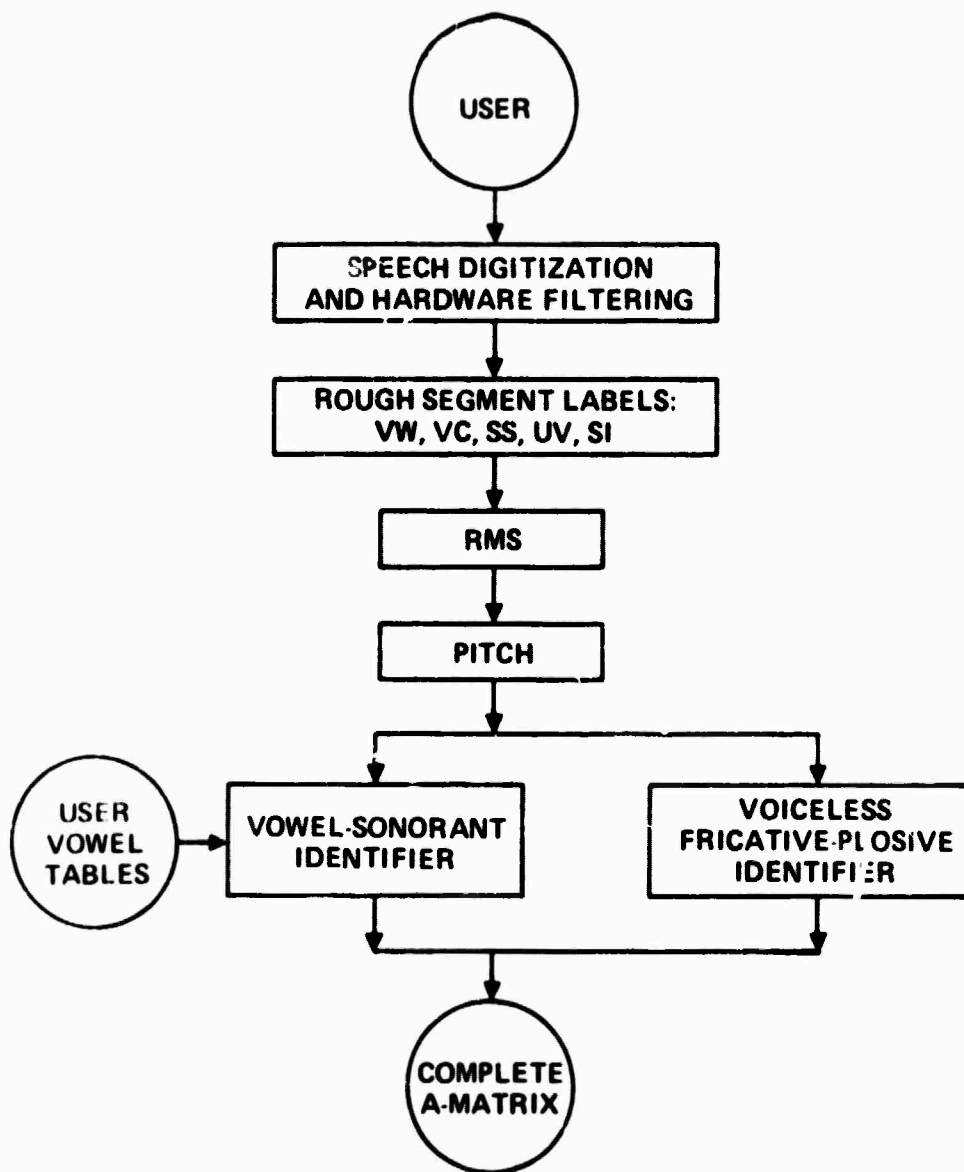 USER
SPEECH DIGITIZATION
AND HARDWARE FILTERING
ROUGH SEGMENT LABELS:
VW, VC, SS, UV, SI
RMS
PITCH
USER
VOWEL
TABLES
VOWEL-SONORANT
IDENTIFIER
VOICELESS
FRICATIVE-PLOSIVE
IDENTIFIER
COMPLETE
A-MATRIX